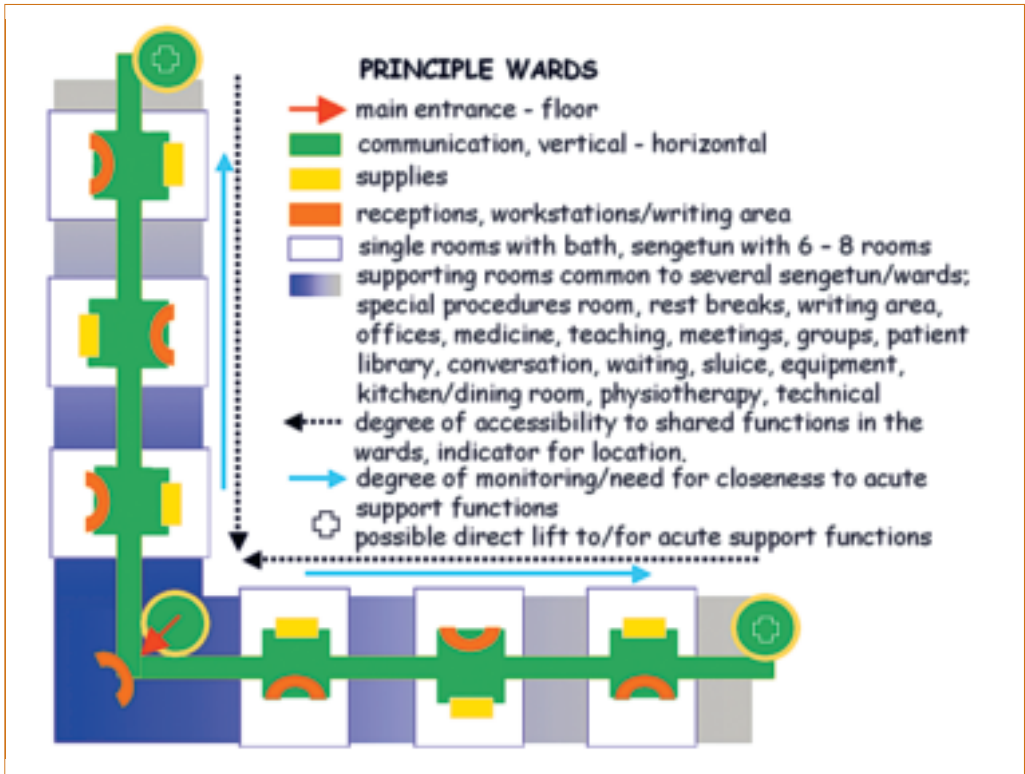 PRINCIPLE WARDS
main entrance - floor
communication, vertical - horizontal
supplies
receptions, workstations/writing area
single rooms with bath, sengetun with 6 - 8 rooms
supporting rooms common to several sengetun/wards;
special procedures room, rest breaks, writing area,
offices, medicine, teaching, meetings, groups, patient
library, conversation, waiting, sluice, equipment,
kitchen/dining room, physiotherapy, technical
degree of accessibility to shared functions in the
wards, indicator for location.
degree of monitoring/need for closeness to acute
support functions
possible direct lift to/for acute support functions